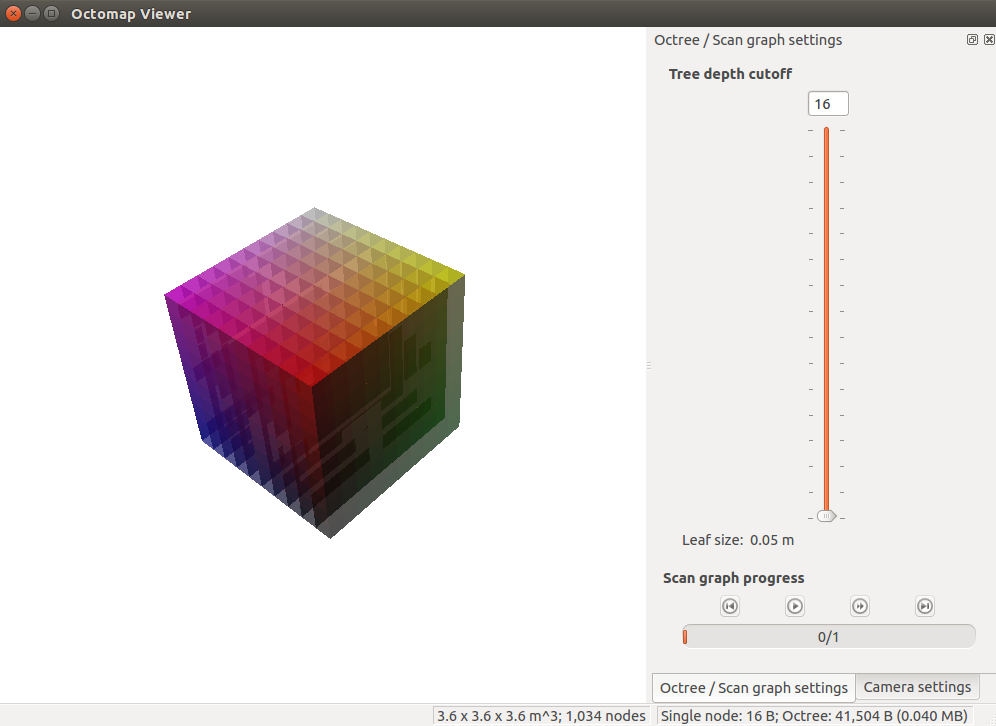 Octomap Viewer
Octree / Scan graph settings
Tree depth cutoff
16
Leaf size: 0.05 m
Scan graph progress
0/1
Octree / Scan graph settings
Camera settings
3.6 x 3.6 x 3.6 m^3; 1,034 nodes
Single node: 16 B; Octree: 41,504 B (0.040 MB)